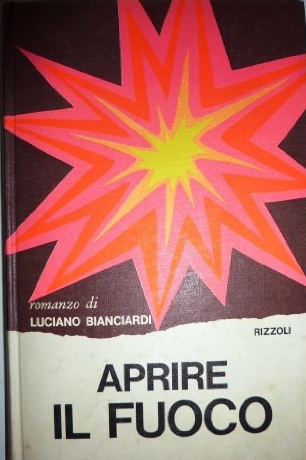 romanzo di
LUCIANO BIANCIARDI
RIZZOLI
APRIRE
IL FUOCO